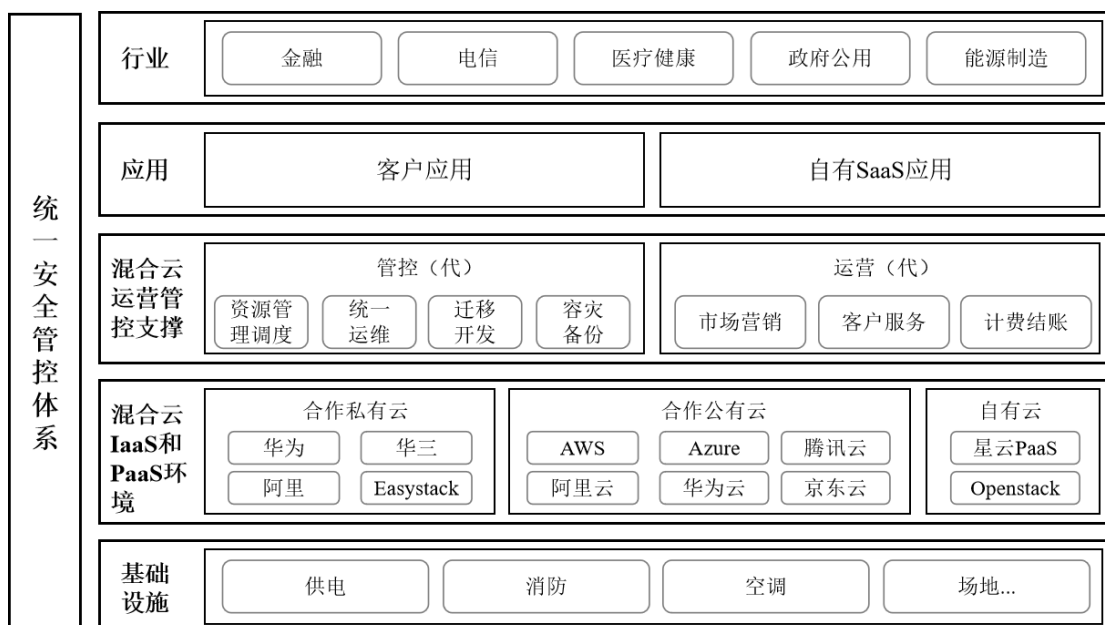 统一安全管控体系
行业
金融
电信
医疗健康
政府公用
能源制造
应用
客户应用
自有SaaS应用
混合云
运营管
控支撑
管控（代）
资源管
理调度
统一
运维
迁移
开发
容灾
备份
运营（代）
市场营销
客户服务
计费结账
混合云
IaaS和
PaaS环
境
合作私有云
华为
华三
阿里
Easystack
合作公有云
AWS
Azure
腾讯云
阿里云
华为云
京东云
自有云
星云PaaS
Openstack
基础
设施
供电
消防
空调
场地...